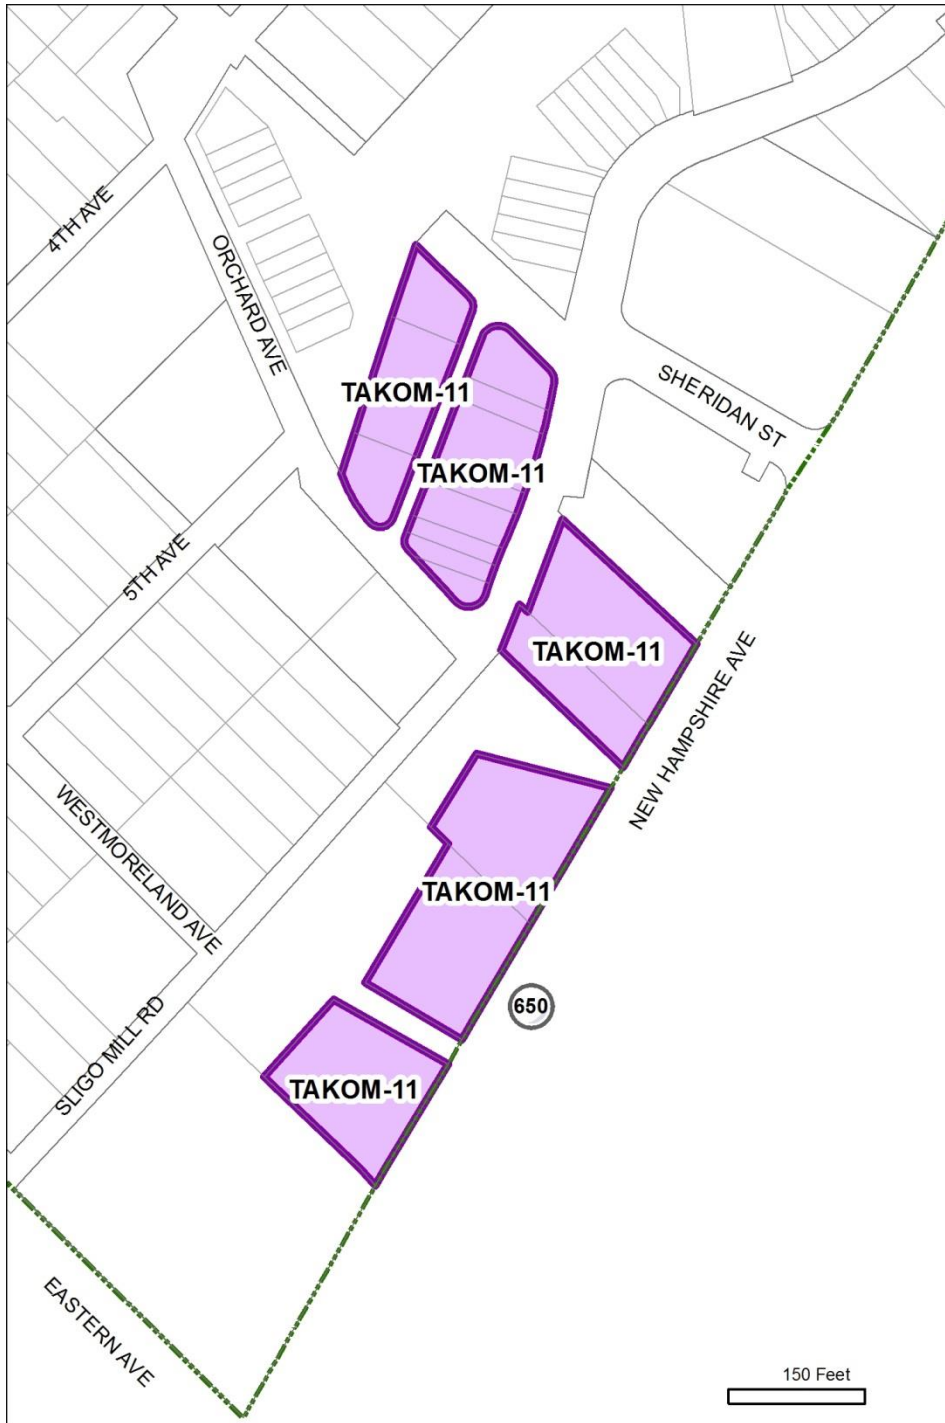 4TH AVE
ORCHARD AVE
TAKOM-11
SHERIDAN ST
TAKOM-11
5TH AVE
TAKOM-11
NEW HAMPSHIRE AVE
WESTMORELAND AVE
TAKOM-11
650
SLIGO MILL RD
TAKOM-11
EASTERN AVE
150 Feet